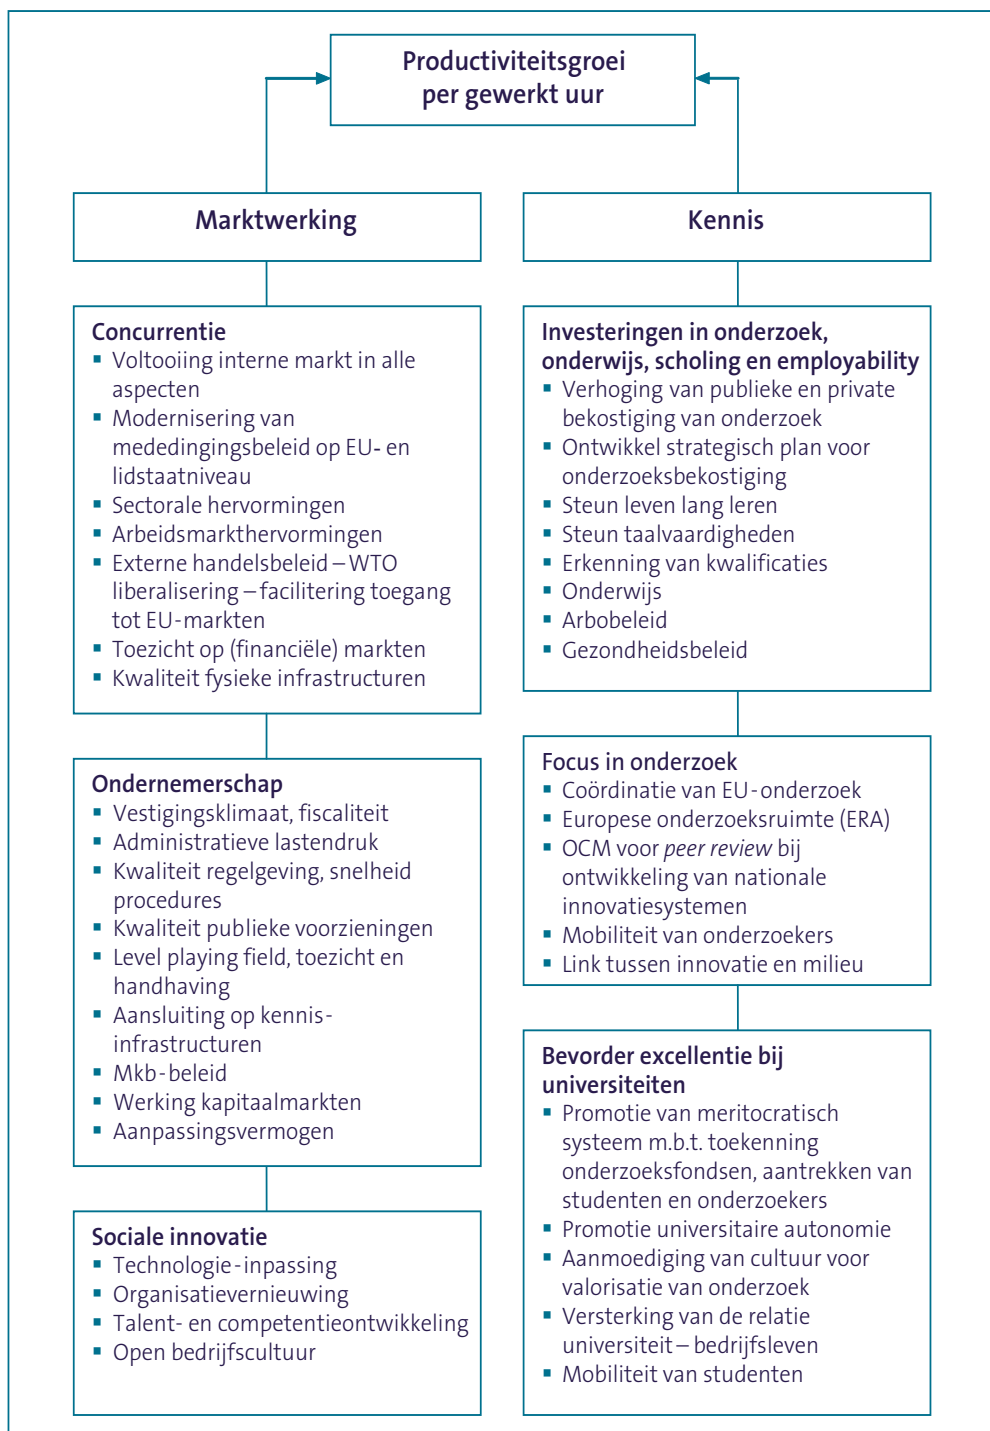 Productiviteitsgroei
per gewerkt uur
Marktwerking
Concurrentie
▪ Voltooiing interne markt in alle
aspecten
▪ Modernisering van
mededingingsbeleid op EU- en
lidstaatniveau
▪ Sectorale hervormingen
▪ Arbeidsmarkthervormingen
▪ Externe handelsbeleid – WTO
liberalisering – facilitering toegang
tot EU-markten
▪ Toezicht op (financiële) markten
▪ Kwaliteit fysieke infrastructuren
Ondernemerschap
▪ Vestigingsklimaat, fiscaliteit
▪ Administratieve lastendruk
▪ Kwaliteit regelgeving, snelheid
procedures
▪ Kwaliteit publieke voorzieningen
▪ Level playing field, toezicht en
handhaving
▪ Aansluiting op kennis-
infrastructuren
▪ Mkb-beleid
▪ Werking kapitaalmarkten
▪ Aanpassingsvermogen
Sociale innovatie
▪ Technologie-inpassing
▪ Organisatievernieuwing
▪ Talent- en competentieontwikkeling
▪ Open bedrijfscultuur
Kennis
Investeringen in onderzoek,
onderwijs, scholing en employability
▪ Verhoging van publieke en private
bekostiging van onderzoek
▪ Ontwikkel strategisch plan voor
onderzoeksbekostiging
▪ Steun leven lang leren
▪ Steun taalvaardigheden
▪ Erkenning van kwalificaties
▪ Onderwijs
▪ Arbobeleid
▪ Gezondheidsbeleid
Focus in onderzoek
▪ Coördinatie van EU-onderzoek
▪ Europese onderzoeksruimte (ERA)
▪ OCM voor peer review bij
ontwikkeling van nationale
innovatiesystemen
▪ Mobiliteit van onderzoekers
▪ Link tussen innovatie en milieu
Bevorder excellentie bij
universiteiten
▪ Promotie van meritocratisch
systeem m.b.t. toekenning
onderzoeksfondsen, aantrekken van
studenten en onderzoekers
▪ Promotie universitaire autonomie
▪ Aanmoediging van cultuur voor
valorisatie van onderzoek
▪ Versterking van de relatie
universiteit – bedrijfsleven
▪ Mobiliteit van studenten